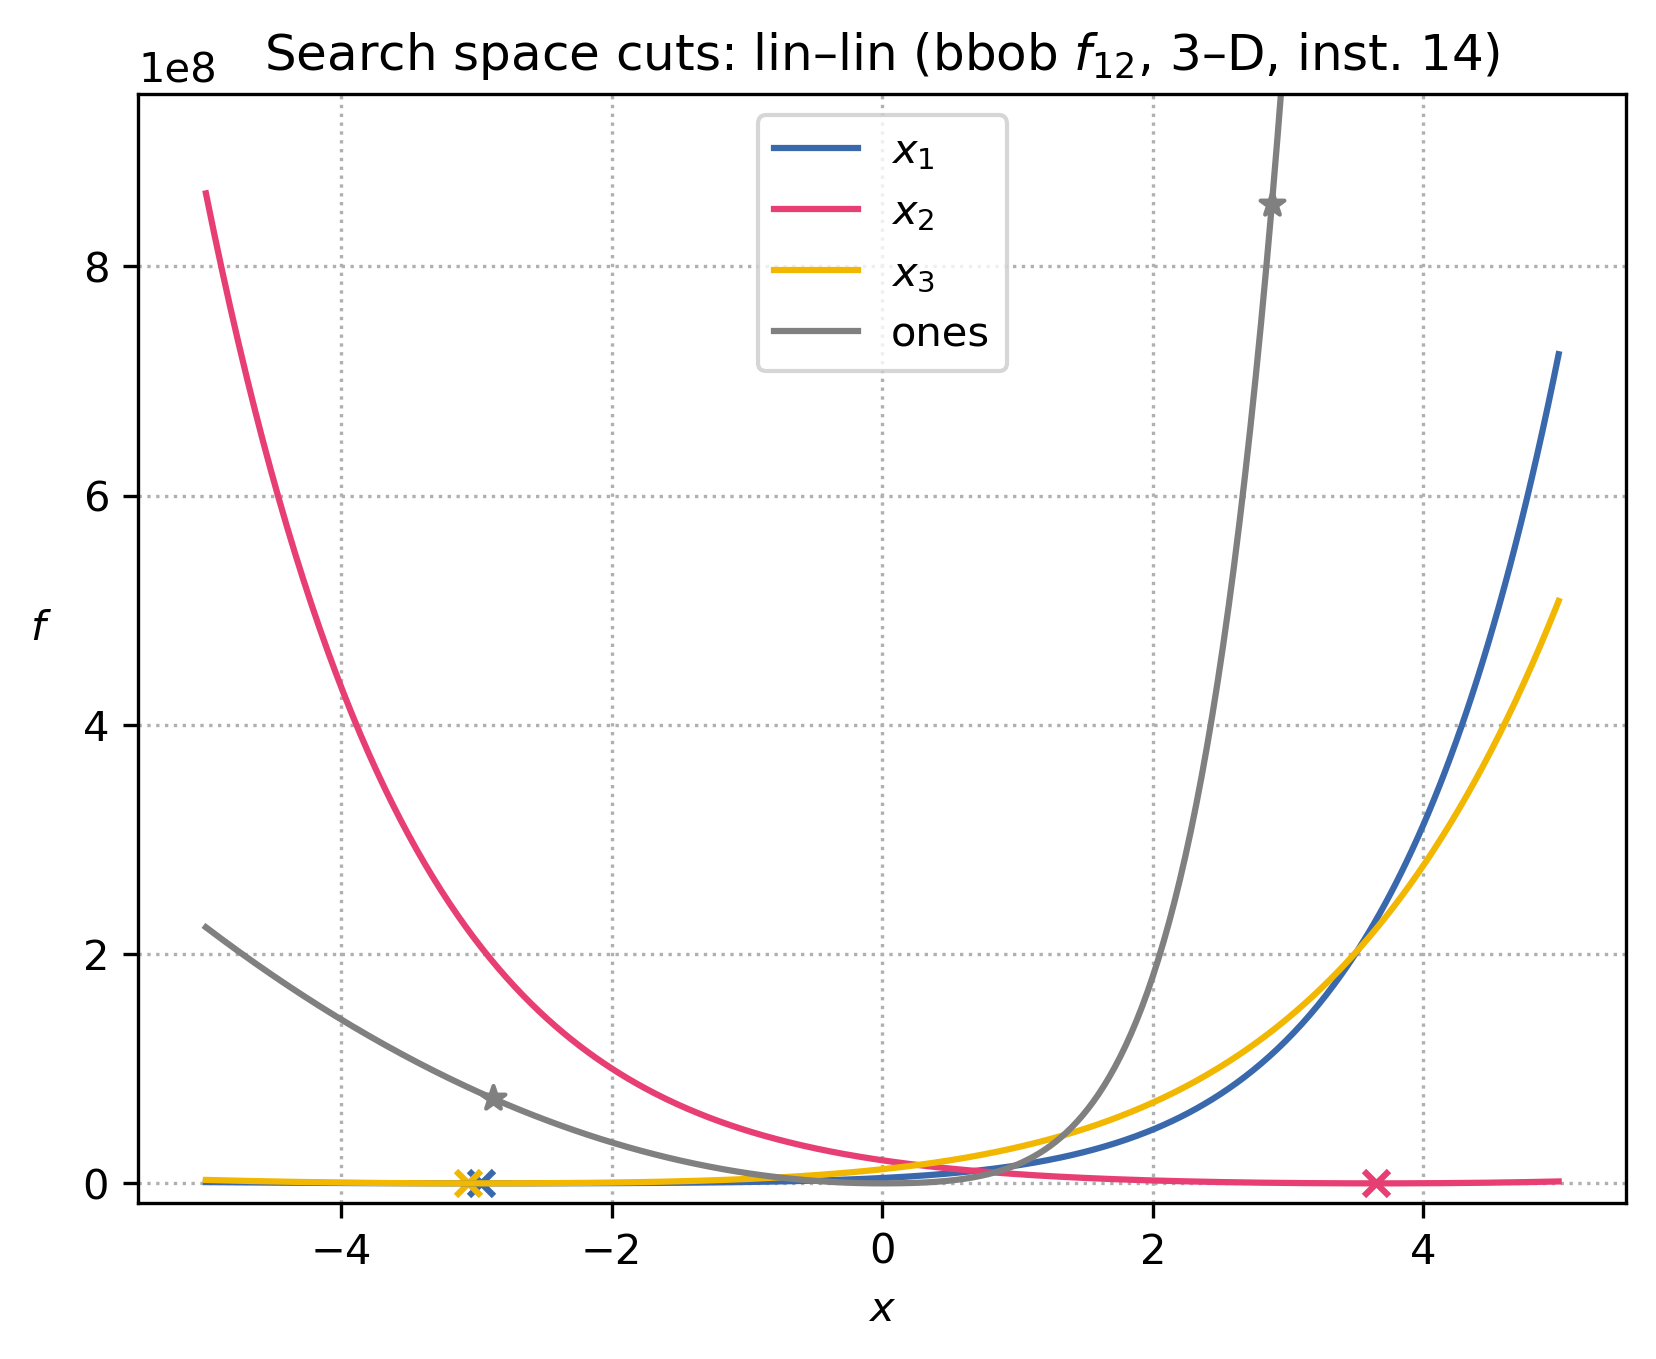 Search space cuts: lin–lin (bbob f₁₂, 3–D, inst. 14)
1e8
x₁
x₂
x₃
ones
8
6
4
2
0
f
−4 −2 0 2 4
x